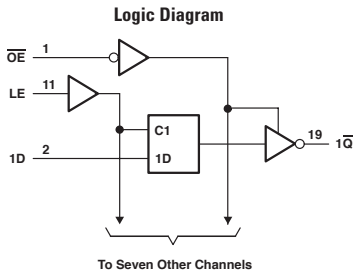 Logic Diagram
OE 1
LE 11
C1
1D 2 1D 19 1Q
To Seven Other Channels